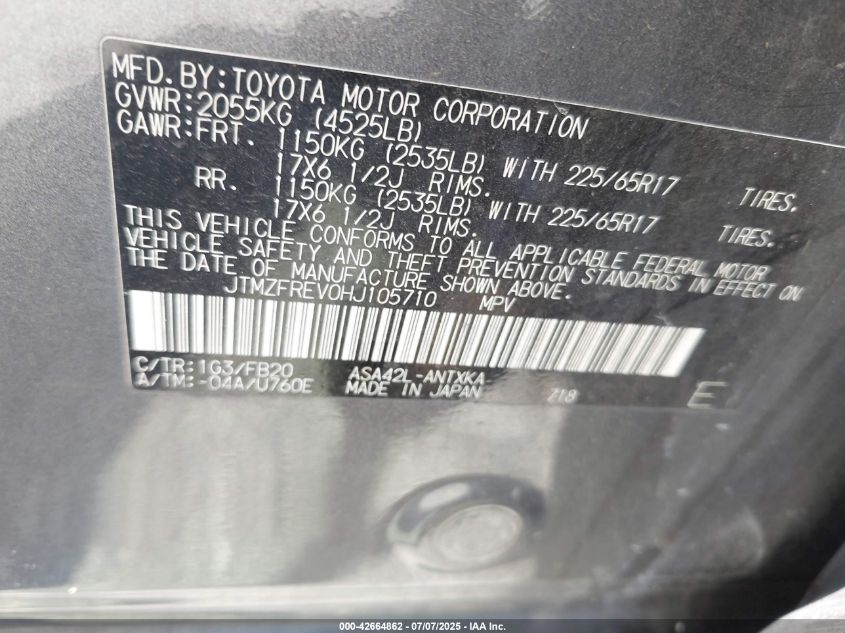 MFD. BY: TOYOTA MOTOR CORPORATION
GVWR: 2055KG (4525LB)
GAWR: FRT. 1150KG (2535LB) WITH 225/65R17 TIRES.
17X6 1/2J RIMS.
RR. 1150KG (2535LB) WITH 225/65R17 TIRES.
17X6 1/2J RIMS.
THIS VEHICLE CONFORMS TO ALL APPLICABLE FEDERAL MOTOR
VEHICLE SAFETY AND THEFT PREVENTION STANDARDS IN EFFECT ON
THE DATE OF MANUFACTURE SHOWN ABOVE.
JTMZFREV0HJ105710 MPV
C/TR: 1G3/FB20 ASA42L-ANTXKA
A/TM: -04A/U760E MADE IN JAPAN Z18 E
000-42664862 / 07/07/2025 - IAA Inc.